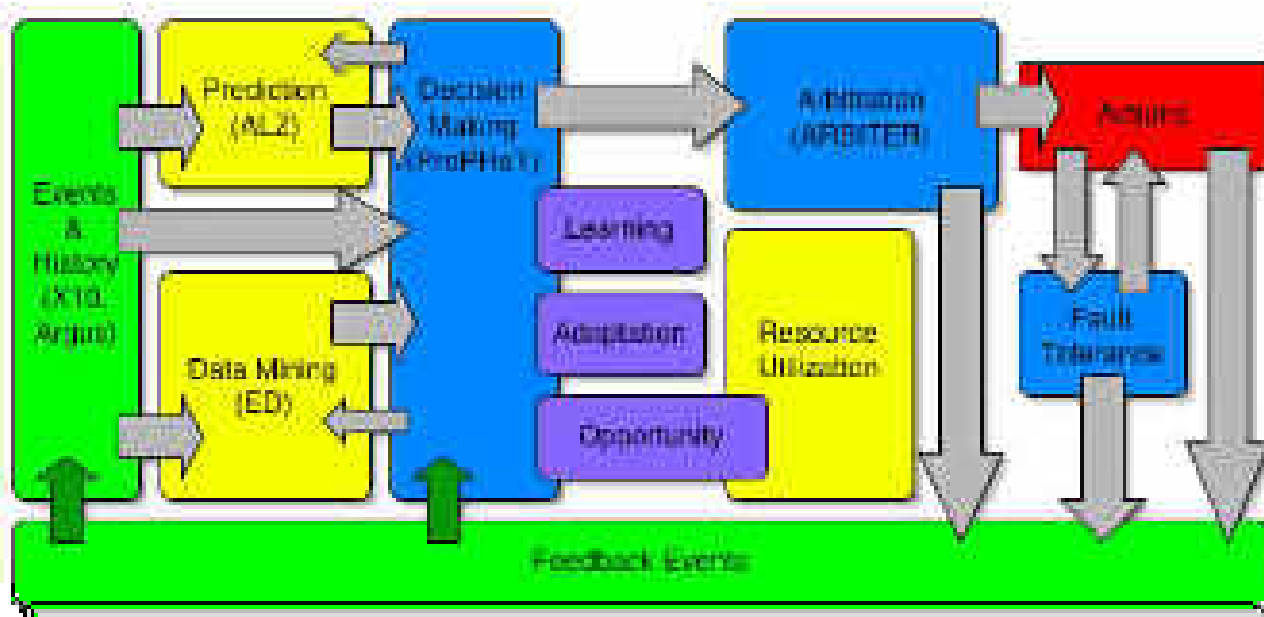 Events
&
History
(X10,
Argus)
Prediction
(ALZ)
Data Mining
(ED)
Decision
Making
(ProPHeT)
Learning
Adaptation
Opportunity
Arbitration
(ARBITER)
Resource
Utilization
Actions
Fault
Tolerance
Feedback Events